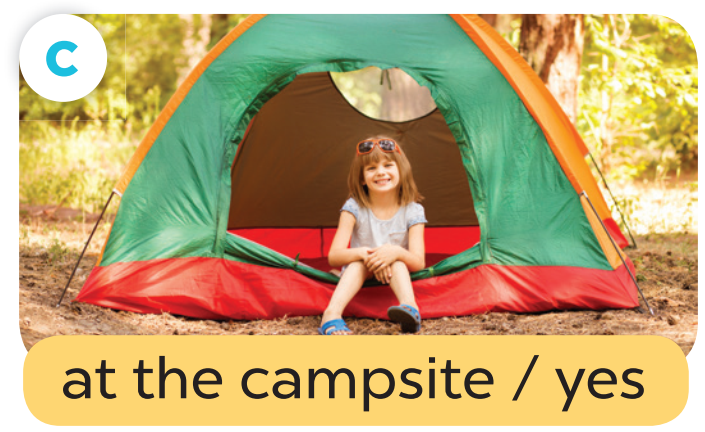 C
at the campsite / yes